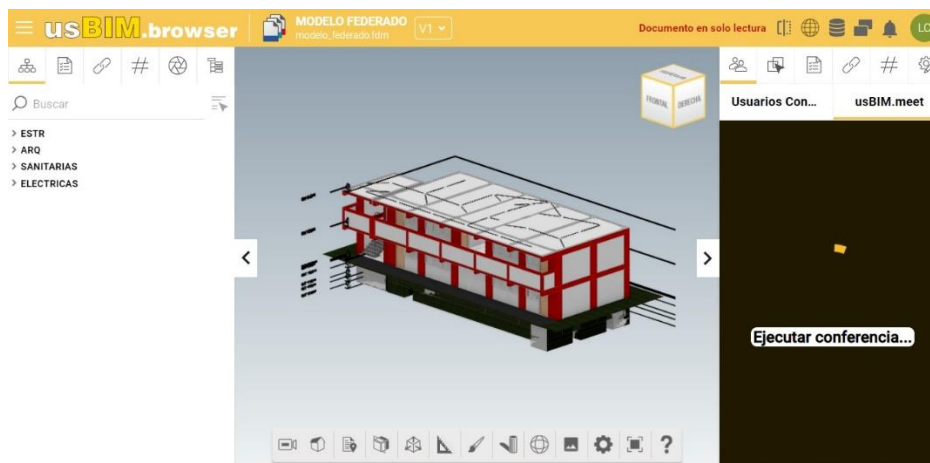 usBIM.browser
MODELO FEDERADO
modelo_federado.fdm
V1
Documento en solo lectura
LC
#
#
Buscar
Usuarios Con...
usBIM.meet
> ESTR
> ARQ
> SANITARIAS
> ELECTRICAS
FRONTAL
DERECHA
Ejecutar conferencia...
?